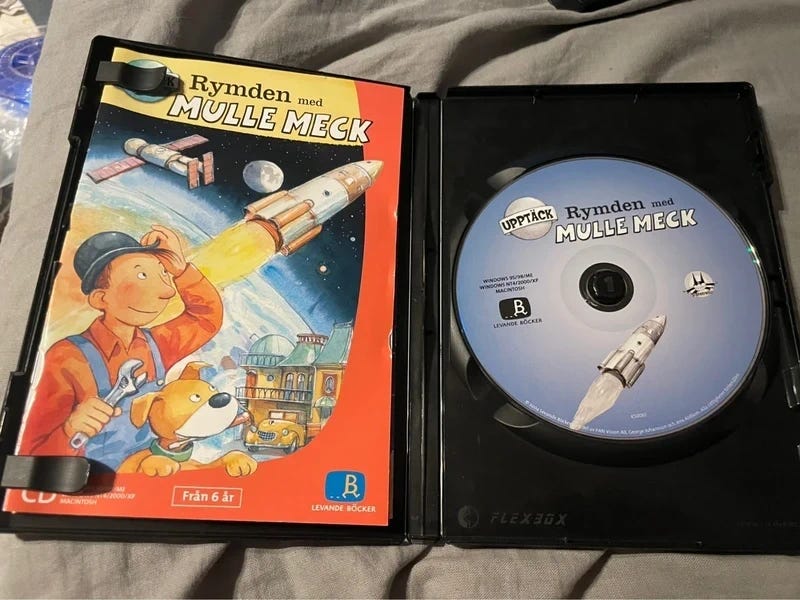 Rymden med
MULLE MECK
CD
MACINTOSH
Från 6 år
B
LEVANDE BÖCKER
UPPTÄCK
Rymden med
MULLE MECK
WINDOWS 95/98/ME
WINDOWS NT4/2000/XP
MACINTOSH
1
B
LEVANDE BÖCKER
FLEXBOX